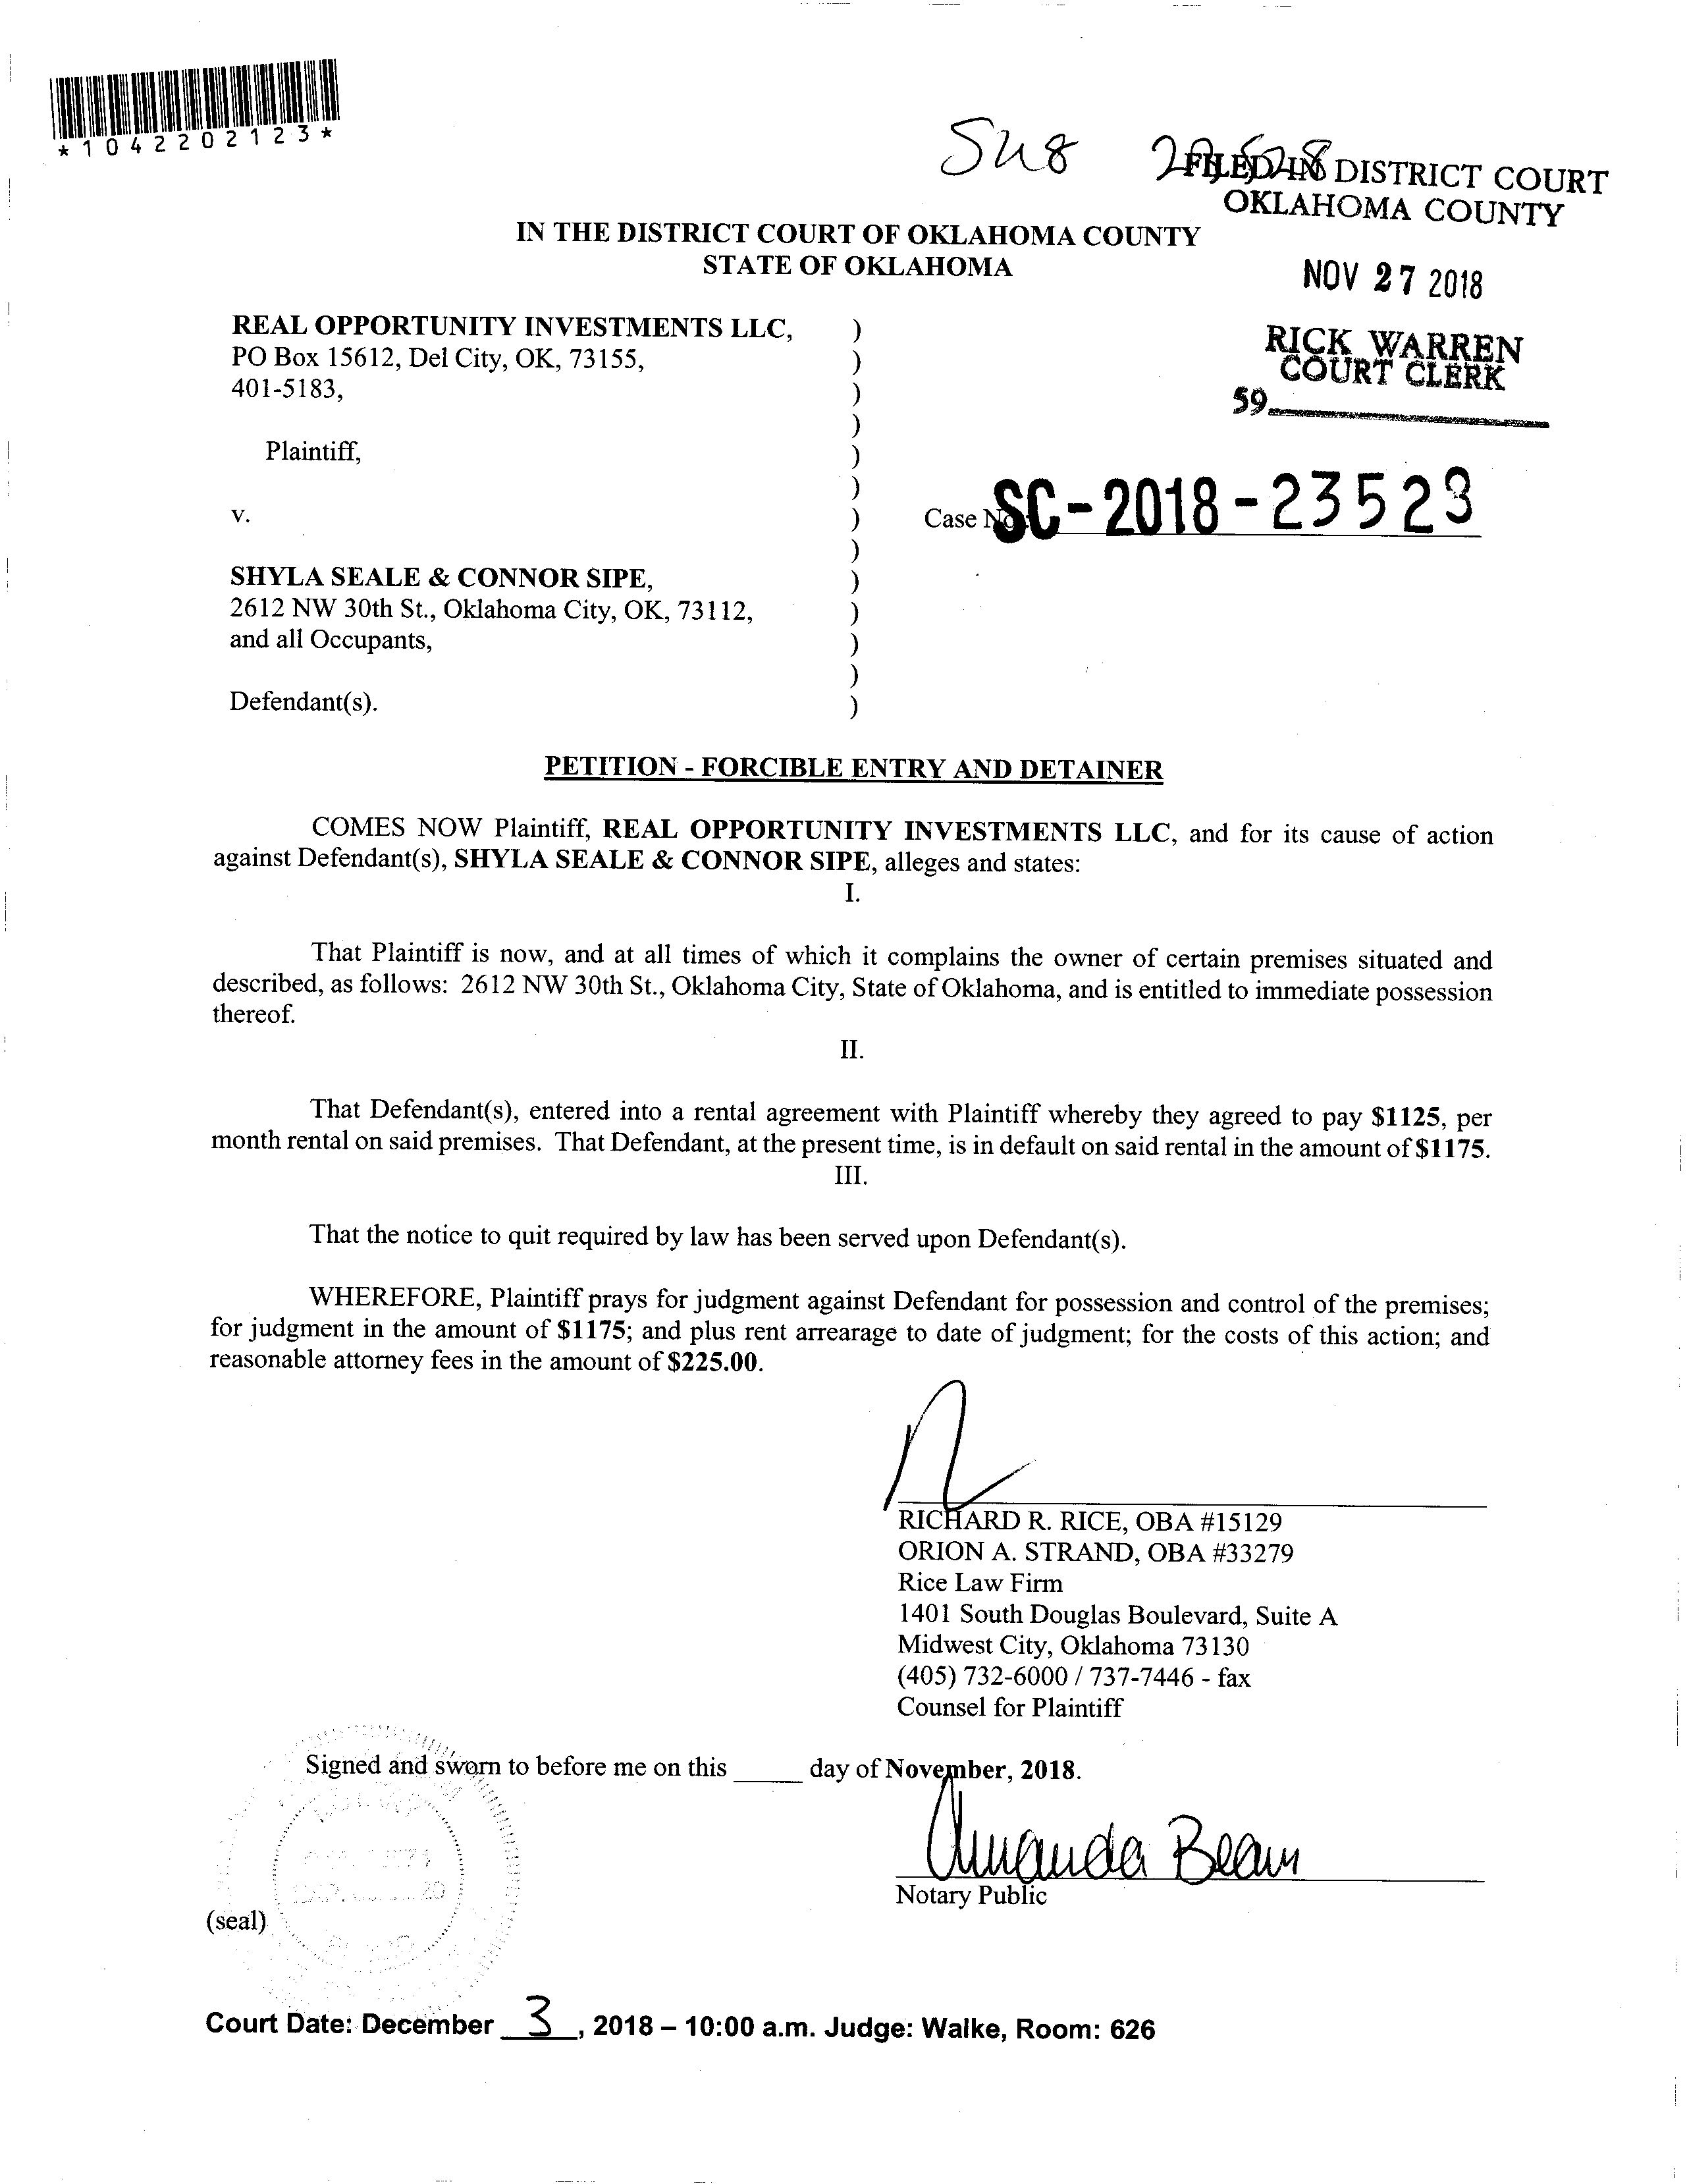 *1042202123*
FILED IN DISTRICT COURT
OKLAHOMA COUNTY
IN THE DISTRICT COURT OF OKLAHOMA COUNTY
STATE OF OKLAHOMA
NOV 27 2018
RICK WARREN
COURT CLERK
59
REAL OPPORTUNITY INVESTMENTS LLC, )
PO Box 15612, Del City, OK, 73155, )
401-5183, )
)
Plaintiff, )
)
v. ) Case No. SC-2018-23523
)
SHYLA SEALE & CONNOR SIPE, )
2612 NW 30th St., Oklahoma City, OK, 73112, )
and all Occupants, )
)
Defendant(s). )
PETITION - FORCIBLE ENTRY AND DETAINER
COMES NOW Plaintiff, REAL OPPORTUNITY INVESTMENTS LLC, and for its cause of action
against Defendant(s), SHYLA SEALE & CONNOR SIPE, alleges and states:
I.
That Plaintiff is now, and at all times of which it complains the owner of certain premises situated and
described, as follows: 2612 NW 30th St., Oklahoma City, State of Oklahoma, and is entitled to immediate possession
thereof.
II.
That Defendant(s), entered into a rental agreement with Plaintiff whereby they agreed to pay $1125, per
month rental on said premises. That Defendant, at the present time, is in default on said rental in the amount of $1175.
III.
That the notice to quit required by law has been served upon Defendant(s).
WHEREFORE, Plaintiff prays for judgment against Defendant for possession and control of the premises;
for judgment in the amount of $1175; and plus rent arrearage to date of judgment; for the costs of this action; and
reasonable attorney fees in the amount of $225.00.
RICHARD R. RICE, OBA #15129
ORION A. STRAND, OBA #33279
Rice Law Firm
1401 South Douglas Boulevard, Suite A
Midwest City, Oklahoma 73130
(405) 732-6000 / 737-7446 - fax
Counsel for Plaintiff
Signed and sworn to before me on this _____ day of November, 2018.
Amanda Beam
Notary Public
(seal)
Court Date: December 3, 2018 – 10:00 a.m. Judge: Walke, Room: 626